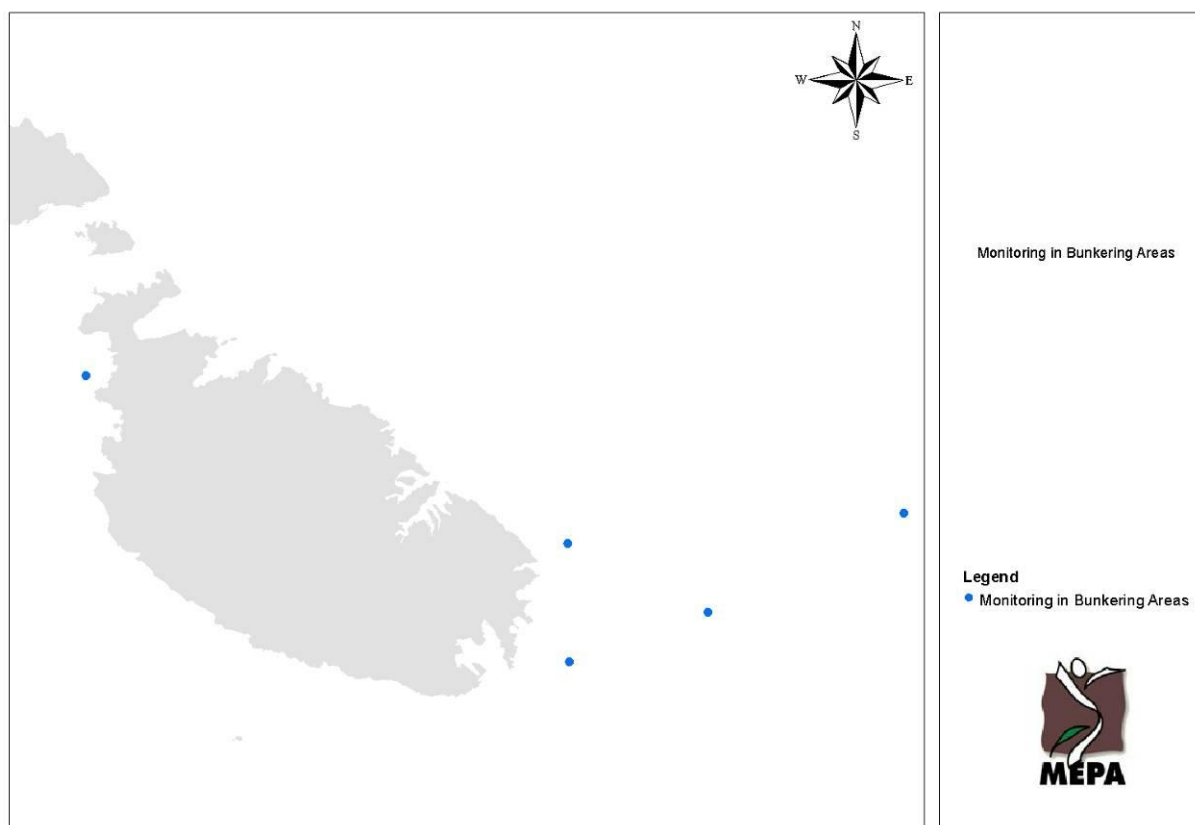 N
W E
S
Monitoring in Bunkering Areas
Legend
Monitoring in Bunkering Areas
MEPA